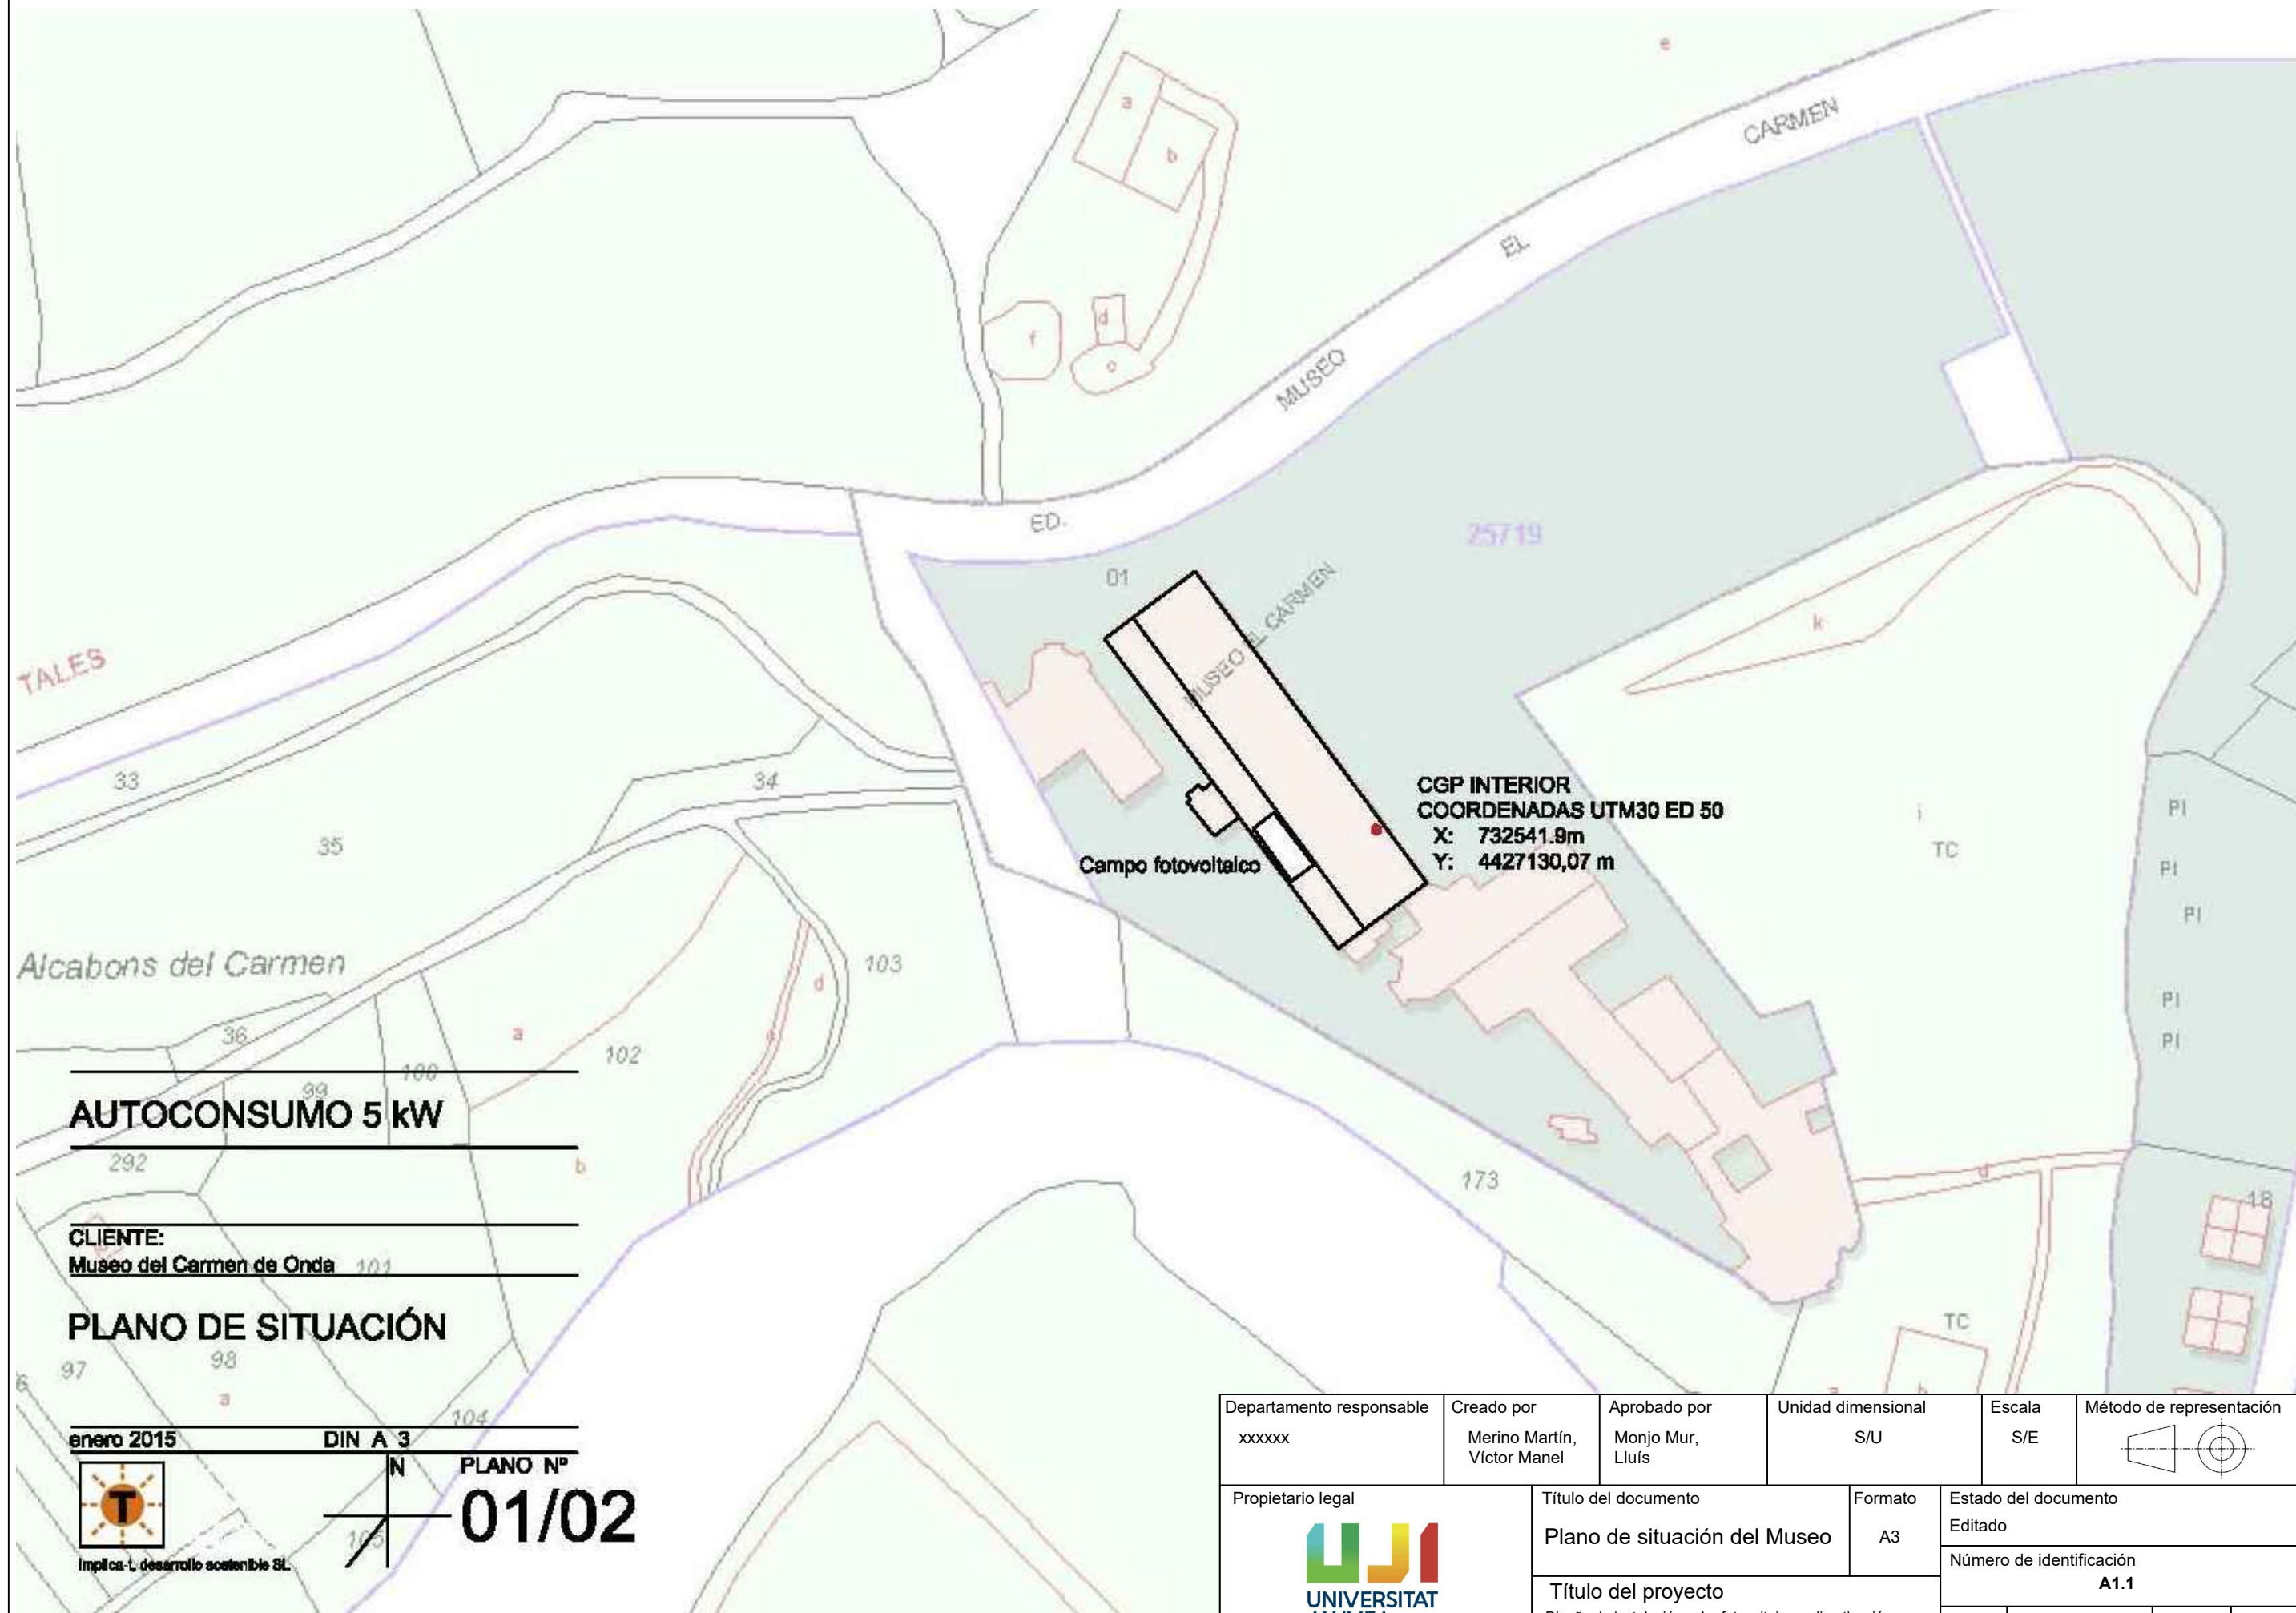 e
a
b
CARMEN
EL
d
f
c
MUSEO
ED.
25719
01
MUSEO EL CARMEN
k
TALES
33
34
35
CGP INTERIOR
COORDENADAS UTM30 ED 50
X: 732541.9m
Y: 4427130,07 m
Campo fotovoltaico
i
TC
PI
PI
PI
PI
PI
Alcabons del Carmen
103
d
36
a
c
102
100
99
AUTOCONSUMO 5 kW
292
b
173
d
18
CLIENTE:
Museo del Carmen de Onda
101
PLANO DE SITUACIÓN
TC
97
98
6
a
a
b
104
enero 2015 DIN A 3
N PLANO Nº
01/02
T
105
Implica-t, desarrollo sostenible SL
Departamento responsable
xxxxxx
Creado por
Merino Martín,
Víctor Manel
Aprobado por
Monjo Mur,
Lluís
Unidad dimensional
S/U
Escala
S/E
Método de representación
Propietario legal
UJI
UNIVERSITAT
Título del documento
Plano de situación del Museo
Formato
A3
Estado del documento
Editado
Número de identificación
A1.1
Título del proyecto